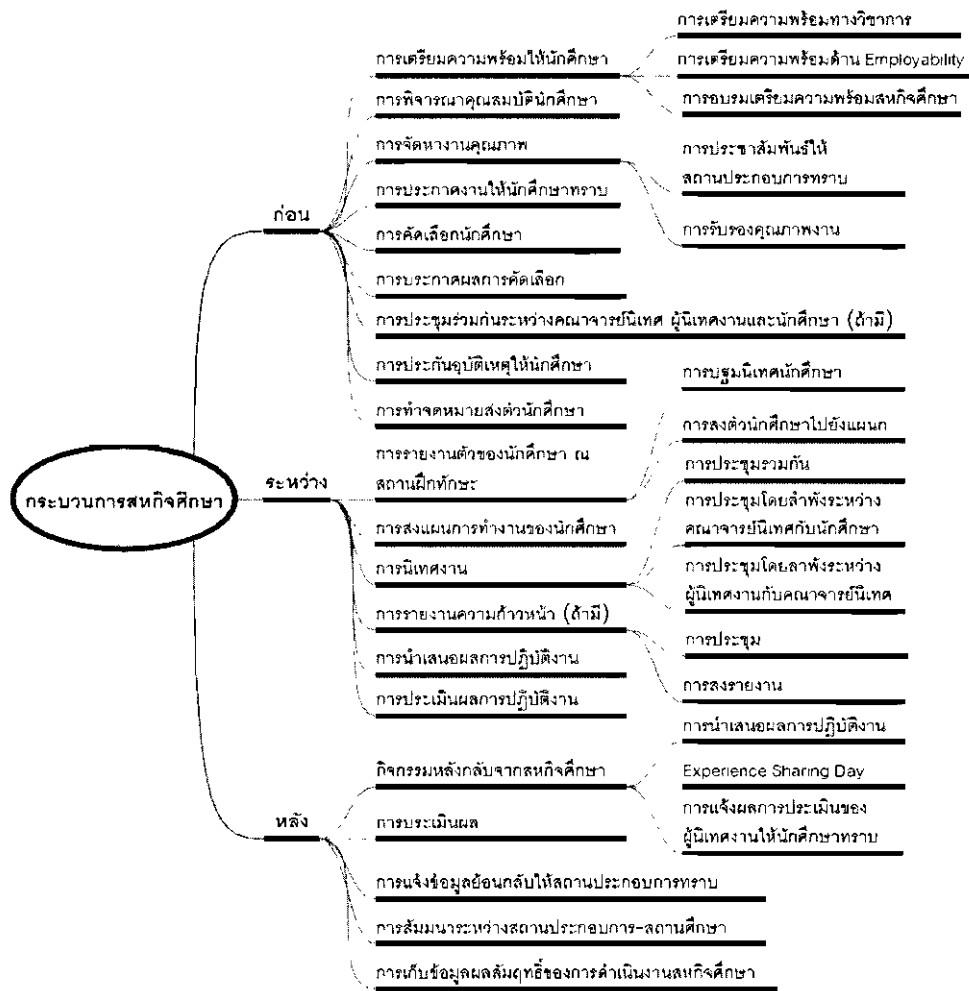 กระบวนการสหกิจศึกษา
ก่อน
การเตรียมความพร้อมให้นักศึกษา
การเตรียมความพร้อมทางวิชาการ
การเตรียมความพร้อมด้าน Employability
การอบรมเตรียมความพร้อมสหกิจศึกษา
การพิจารณาคุณสมบัตินักศึกษา
การจัดหางานคุณภาพ
การประชาสัมพันธ์ให้
สถานประกอบการทราบ
การรับรองคุณภาพงาน
การประกาศงานให้นักศึกษาทราบ
การคัดเลือกนักศึกษา
การประกาศผลการคัดเลือก
การประชุมร่วมกันระหว่างคณาจารย์นิเทศ ผู้นิเทศงานและนักศึกษา (ถ้ามี)
การประกันอุบัติเหตุให้นักศึกษา
การทำจดหมายส่งตัวนักศึกษา
ระหว่าง
การรายงานตัวของนักศึกษา ณ
สถานฝึกทักษะ
การปฐมนิเทศนักศึกษา
การส่งตัวนักศึกษาไปยังแผนก
การส่งแผนการทำงานของนักศึกษา
การนิเทศงาน
การประชุมรวมกัน
การประชุมโดยลำพังระหว่าง
คณาจารย์นิเทศกับนักศึกษา
การประชุมโดยลำพังระหว่าง
ผู้นิเทศงานกับคณาจารย์นิเทศ
การรายงานความก้าวหน้า (ถ้ามี)
การประชุม
การส่งรายงาน
การนำเสนอผลการปฏิบัติงาน
การประเมินผลการปฏิบัติงาน
หลัง
กิจกรรมหลังกลับจากสหกิจศึกษา
การนำเสนอผลการปฏิบัติงาน
Experience Sharing Day
การแจ้งผลการประเมินของ
ผู้นิเทศงานให้นักศึกษาทราบ
การประเมินผล
การแจ้งข้อมูลย้อนกลับให้สถานประกอบการทราบ
การสัมมนาระหว่างสถานประกอบการ-สถานศึกษา
การเก็บข้อมูลผลสัมฤทธิ์ของการดำเนินงานสหกิจศึกษา